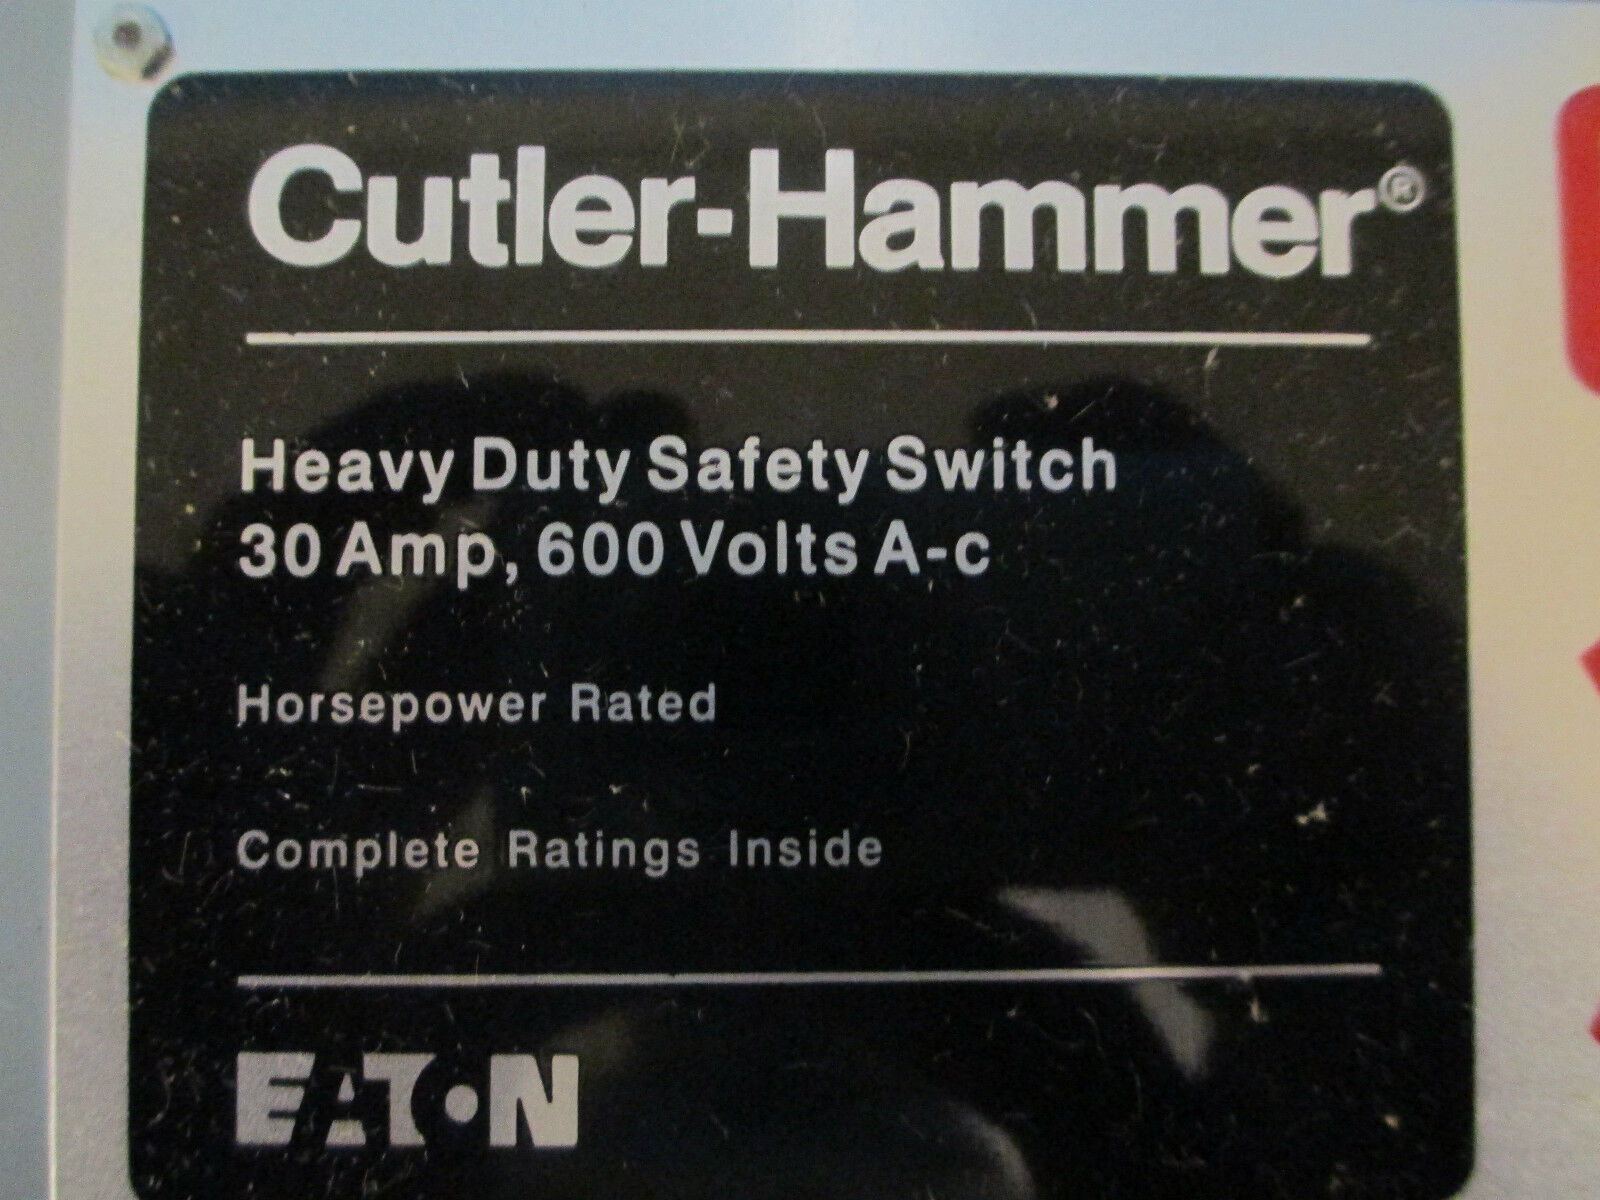 Cutler-Hammer®
Heavy Duty Safety Switch
30 Amp, 600 Volts A-c
Horsepower Rated
Complete Ratings Inside
EATON